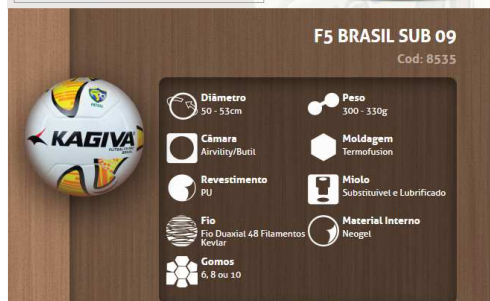 F5 BRASIL SUB 09
Cod: 8535
Diâmetro
50 - 53cm
Peso
300 - 330g
Câmara
Airvility/Butil
Moldagem
Termofusion
Revestimento
PU
Miolo
Substituível e Lubrificado
Fio
Fio Duaxial 48 Filamentos
Kevlar
Material Interno
Neogel
Gomos
6, 8 ou 10
KAGIVA